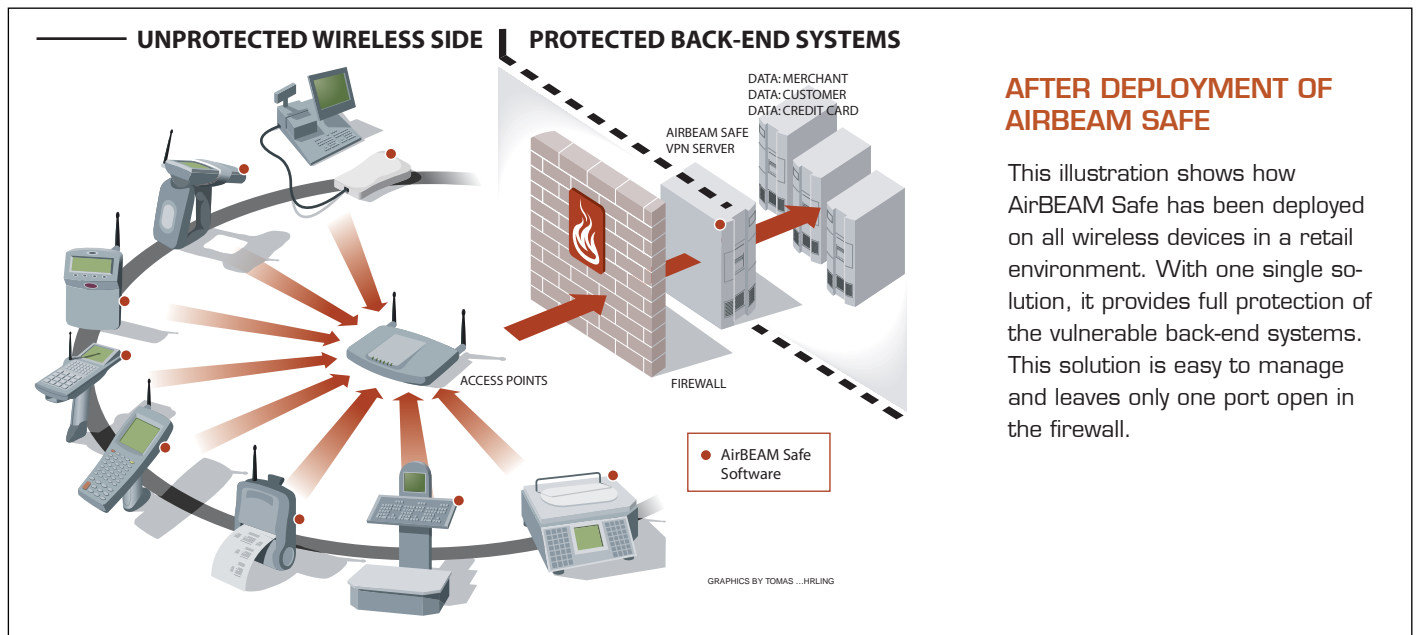 UNPROTECTED WIRELESS SIDE
PROTECTED BACK-END SYSTEMS
DATA: MERCHANT
DATA: CUSTOMER
DATA: CREDIT CARD
AIRBEAM SAFE
VPN SERVER
ACCESS POINTS
FIREWALL
AirBEAM Safe
Software
GRAPHICS BY TOMAS ...HRLING
AFTER DEPLOYMENT OF
AIRBEAM SAFE
This illustration shows how
AirBEAM Safe has been deployed
on all wireless devices in a retail
environment. With one single so-
lution, it provides full protection of
the vulnerable back-end systems.
This solution is easy to manage
and leaves only one port open in
the firewall.